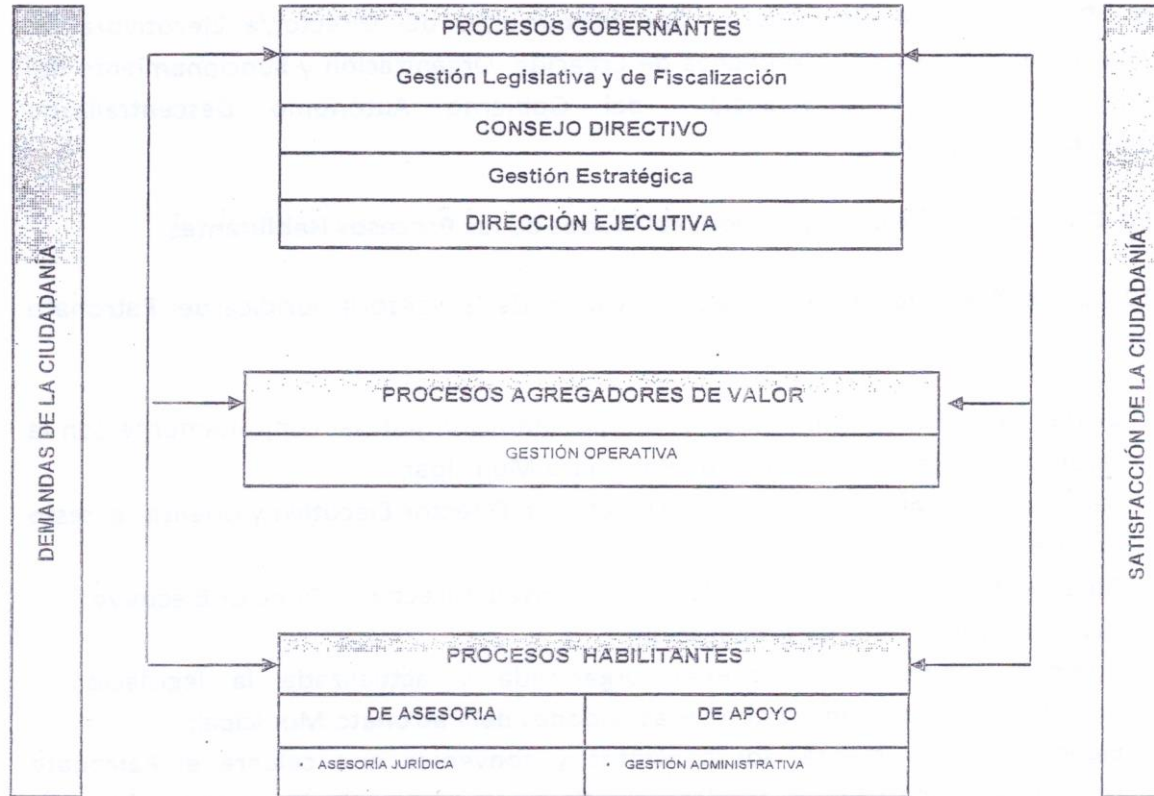 DEMANDAS DE LA CIUDADANÍA
PROCESOS GOBERNANTES
Gestión Legislativa y de Fiscalización
CONSEJO DIRECTIVO
Gestión Estratégica
DIRECCIÓN EJECUTIVA
PROCESOS AGREGADORES DE VALOR
GESTIÓN OPERATIVA
PROCESOS HABILITANTES
DE ASESORIA
DE APOYO
ASESORÍA JURÍDICA
GESTIÓN ADMINISTRATIVA
SATISFACCIÓN DE LA CIUDADANÍA